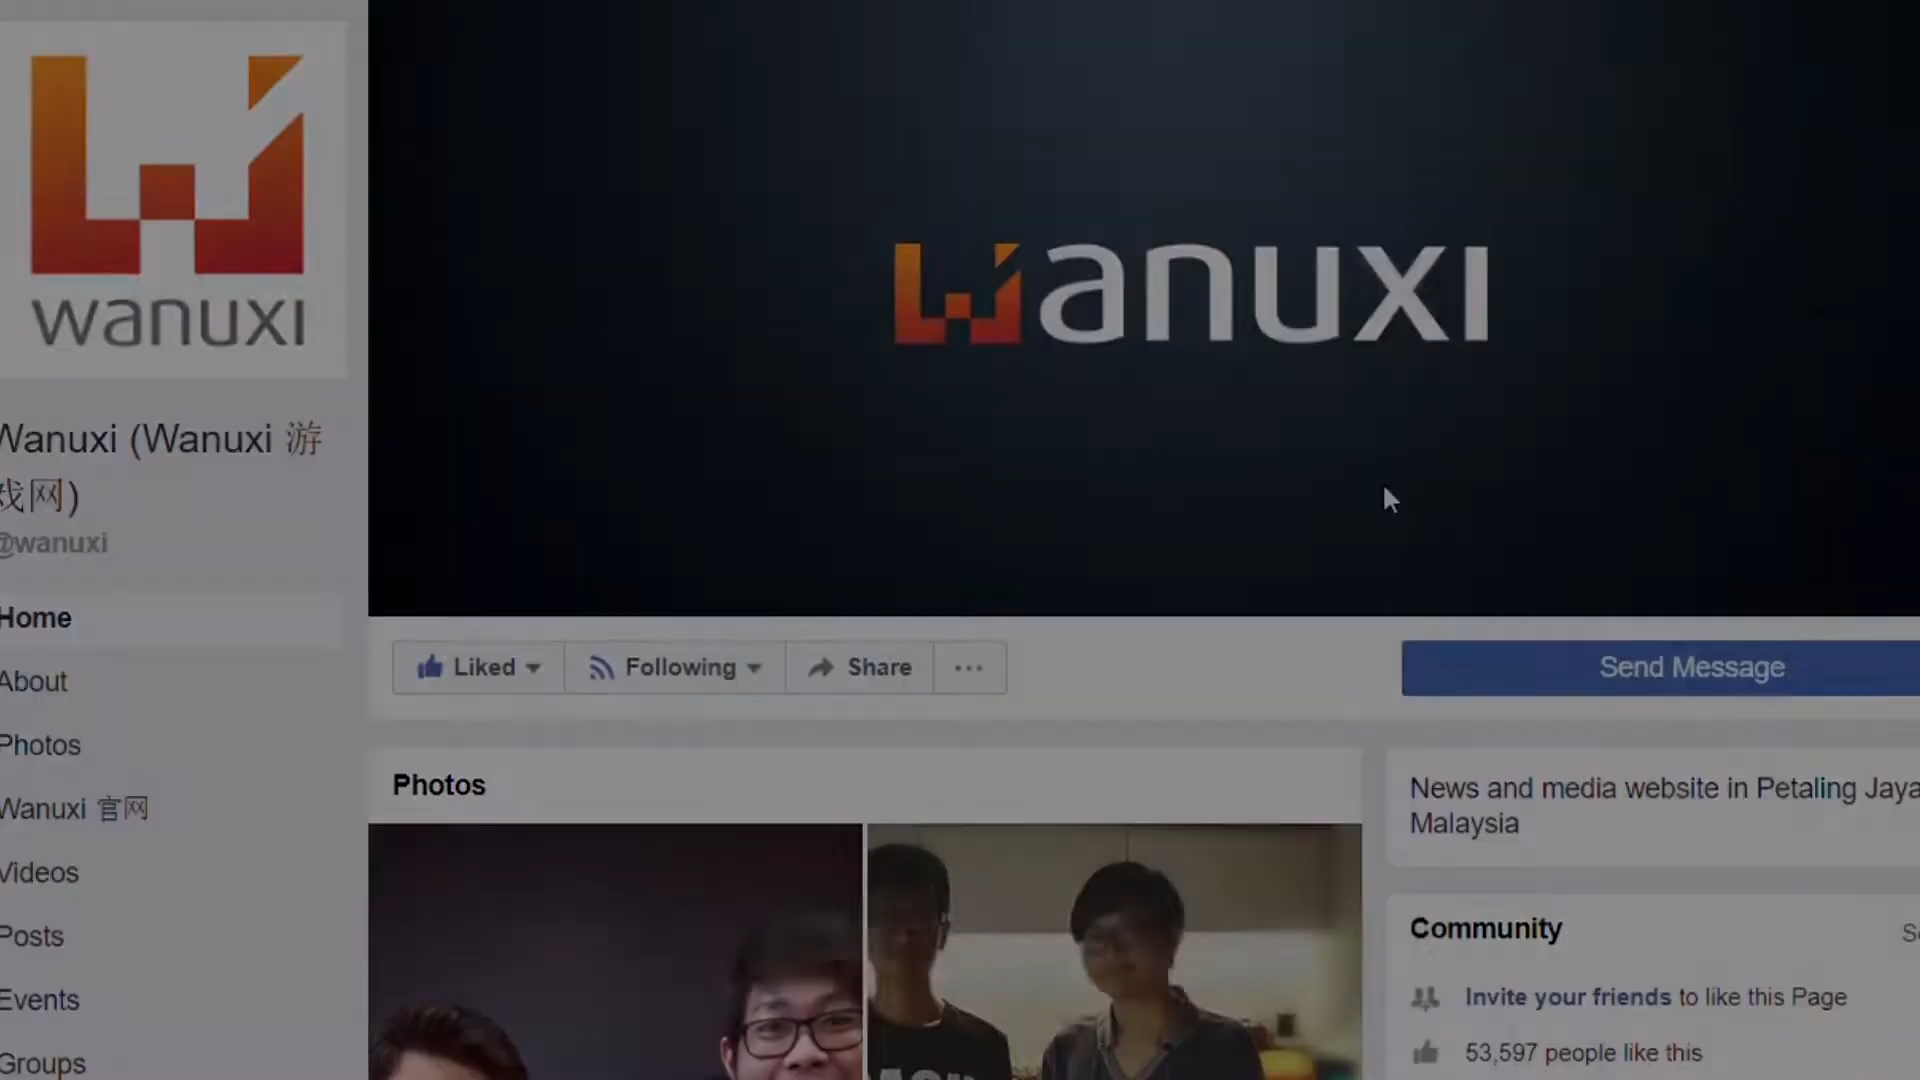 wanuxi
wanuxi
Wanuxi (Wanuxi 游
戏网)
@wanuxi
Home
About
Photos
Wanuxi 官网
Videos
Posts
Events
Groups
Liked
Following
Share
Send Message
Photos
News and media website in Petaling Jaya
Malaysia
Community
Invite your friends to like this Page
53,597 people like this